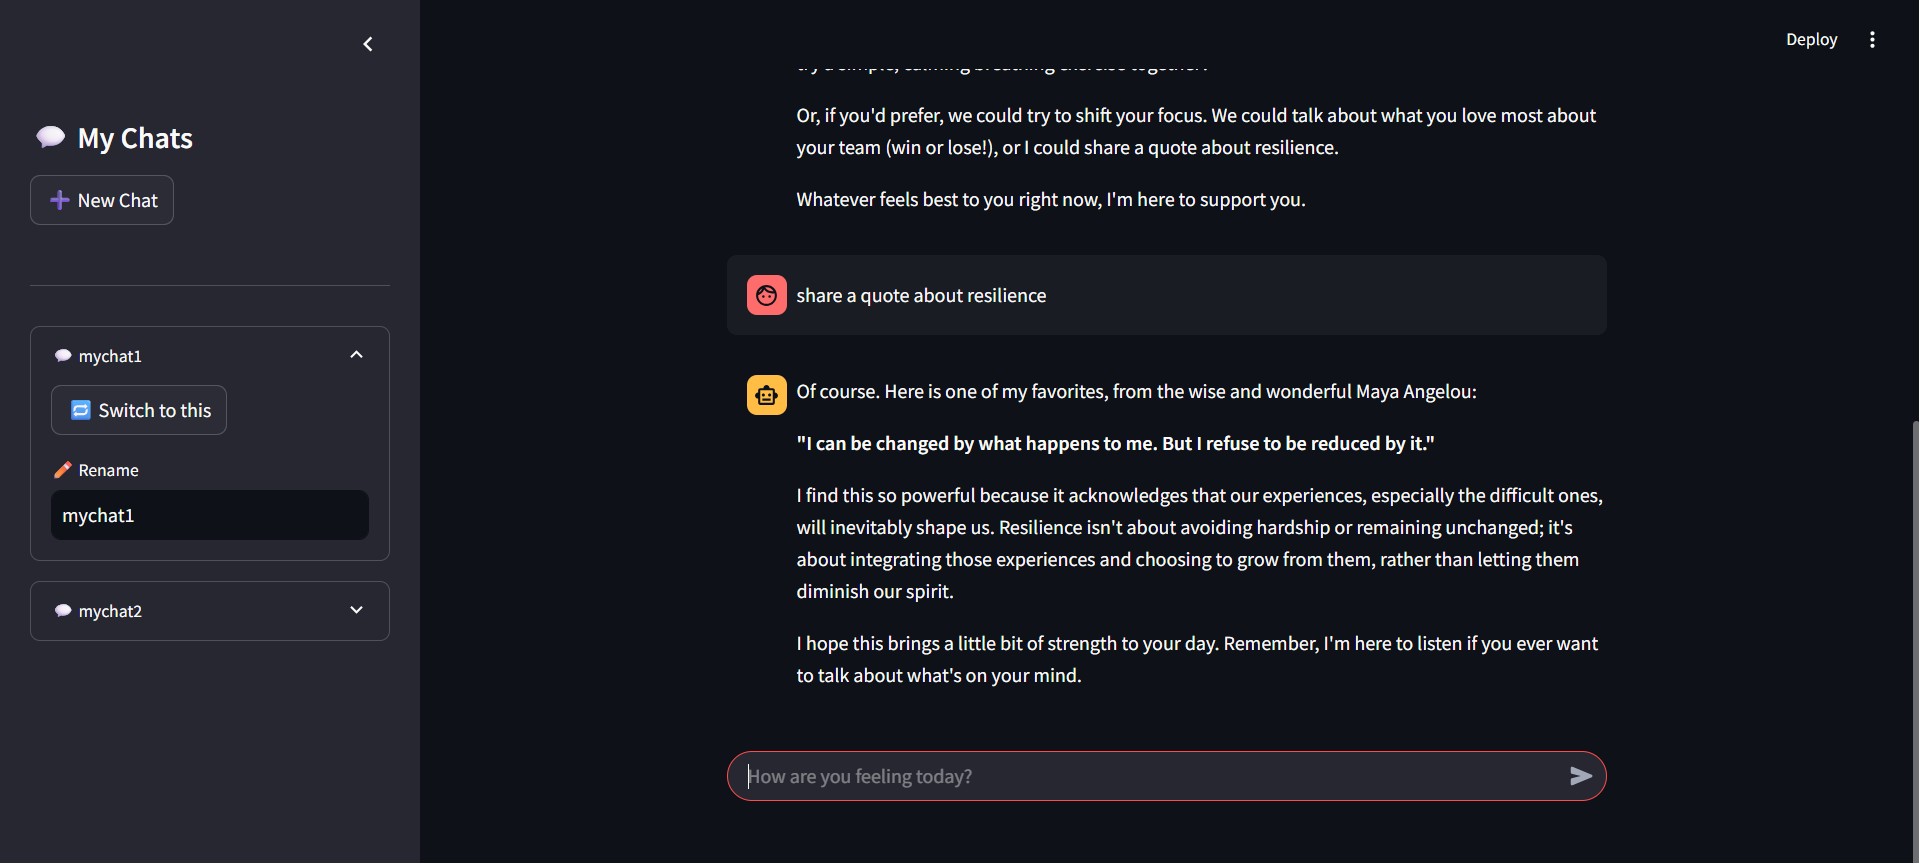 My Chats
New Chat
mychat1
Switch to this
Rename
mychat1
mychat2
Deploy
try a simple, calming breathing exercise together.
Or, if you'd prefer, we could try to shift your focus. We could talk about what you love most about
your team (win or lose!), or I could share a quote about resilience.
Whatever feels best to you right now, I'm here to support you.
share a quote about resilience
Of course. Here is one of my favorites, from the wise and wonderful Maya Angelou:
"I can be changed by what happens to me. But I refuse to be reduced by it."
I find this so powerful because it acknowledges that our experiences, especially the difficult ones,
will inevitably shape us. Resilience isn't about avoiding hardship or remaining unchanged; it's
about integrating those experiences and choosing to grow from them, rather than letting them
diminish our spirit.
I hope this brings a little bit of strength to your day. Remember, I'm here to listen if you ever want
to talk about what's on your mind.
How are you feeling today?